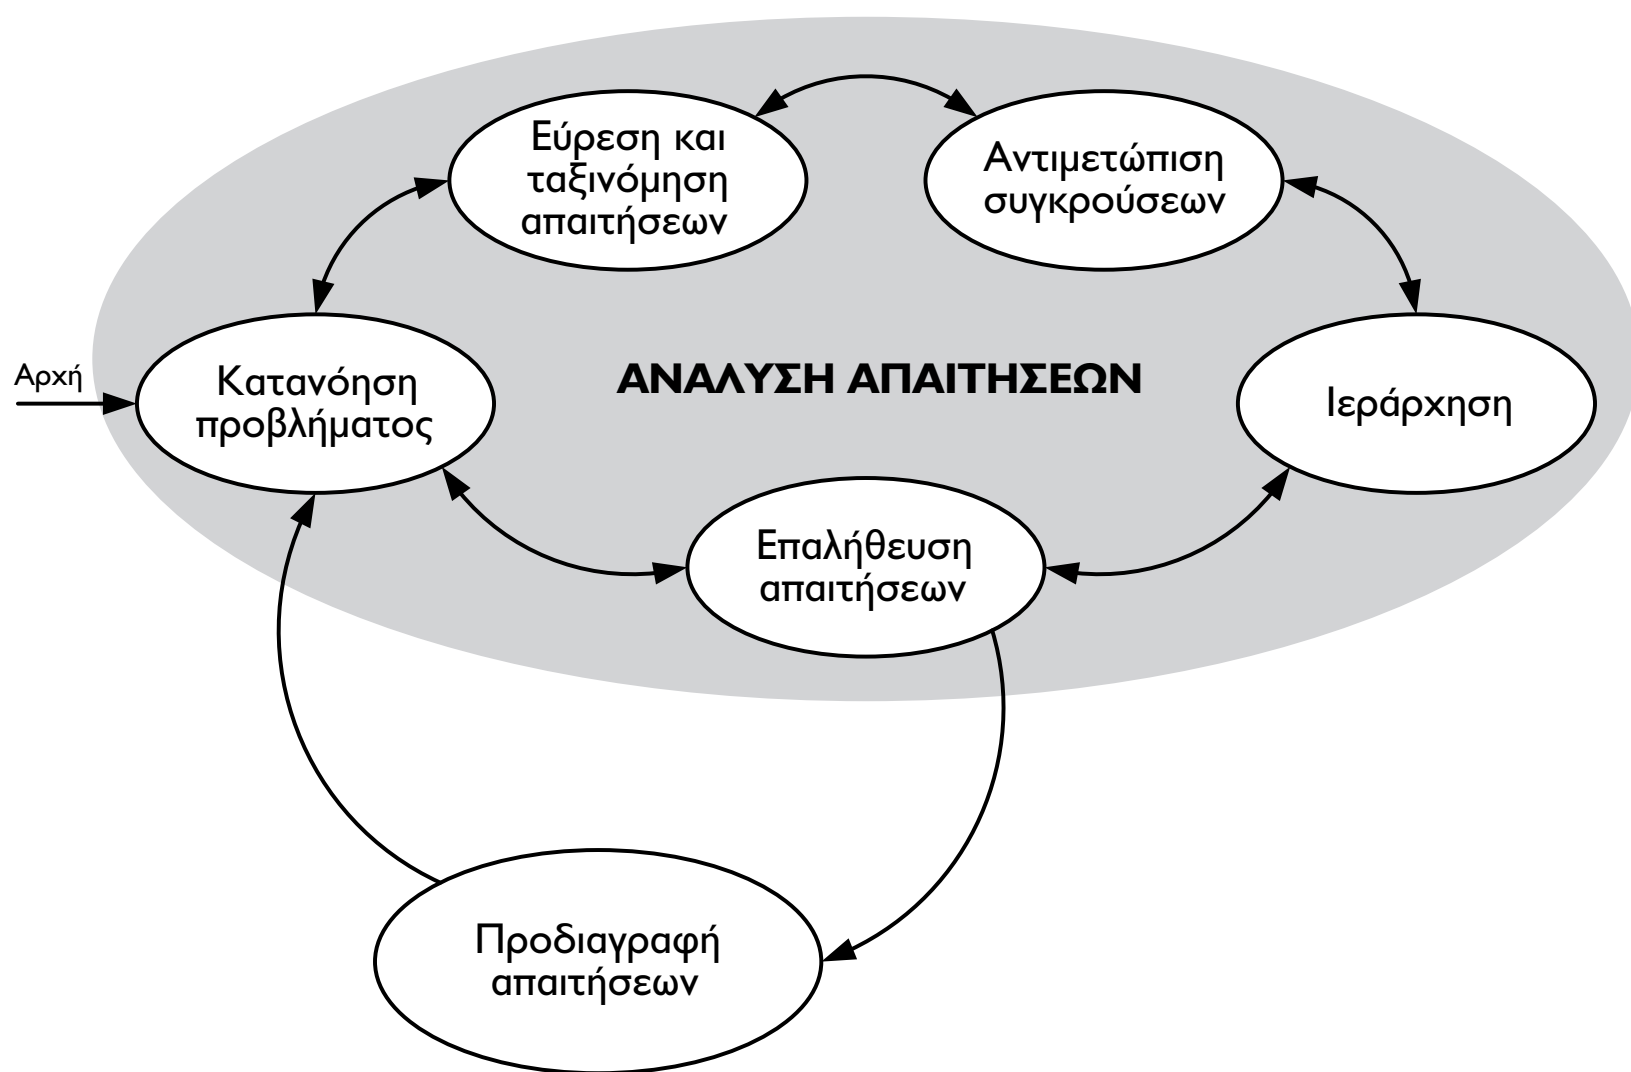 Εύρεση και
ταξινόμηση
απαιτήσεων
Αντιμετώπιση
συγκρούσεων
Αρχή
Κατανόηση
προβλήματος
ΑΝΑΛΥΣΗ ΑΠΑΙΤΗΣΕΩΝ
Ιεράρχηση
Επαλήθευση
απαιτήσεων
Προδιαγραφή
απαιτήσεων